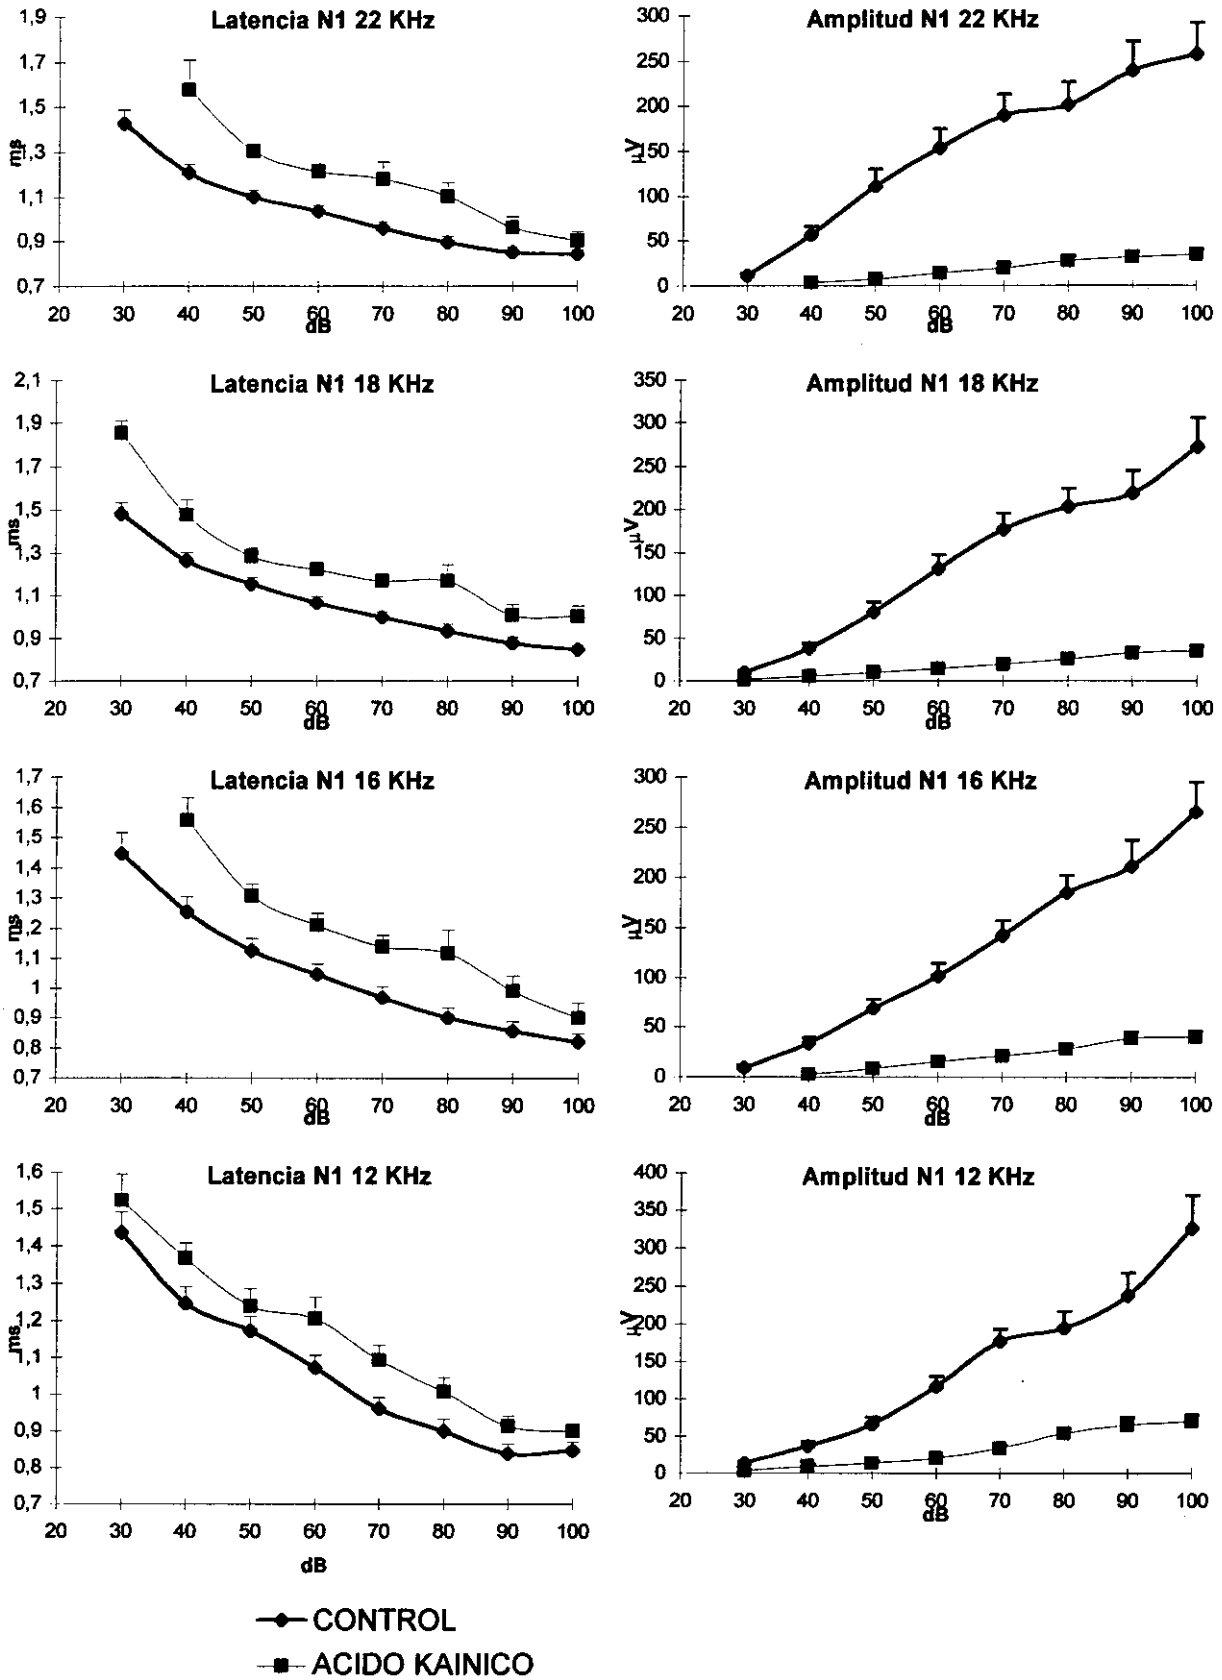 Latencia N1 22 KHz
1,9
1,7
1,5
1,3
1,1
0,9
0,7
ms
20 30 40 50 60 70 80 90 100
dB
Amplitud N1 22 KHz
300
250
200
150
100
50
0
µV
20 30 40 50 60 70 80 90 100
dB
Latencia N1 18 KHz
2,1
1,9
1,7
1,5
1,3
1,1
0,9
0,7
ms
20 30 40 50 60 70 80 90 100
dB
Amplitud N1 18 KHz
350
300
250
200
150
100
50
0
µV
20 30 40 50 60 70 80 90 100
dB
Latencia N1 16 KHz
1,7
1,6
1,5
1,4
1,3
1,2
1,1
1
0,9
0,8
0,7
ms
20 30 40 50 60 70 80 90 100
dB
Amplitud N1 16 KHz
300
250
200
150
100
50
0
µV
20 30 40 50 60 70 80 90 100
dB
Latencia N1 12 KHz
1,6
1,5
1,4
1,3
1,2
1,1
1
0,9
0,8
0,7
ms
20 30 40 50 60 70 80 90 100
dB
Amplitud N1 12 KHz
400
350
300
250
200
150
100
50
0
µV
20 30 40 50 60 70 80 90 100
dB
CONTROL
ACIDO KAINICO